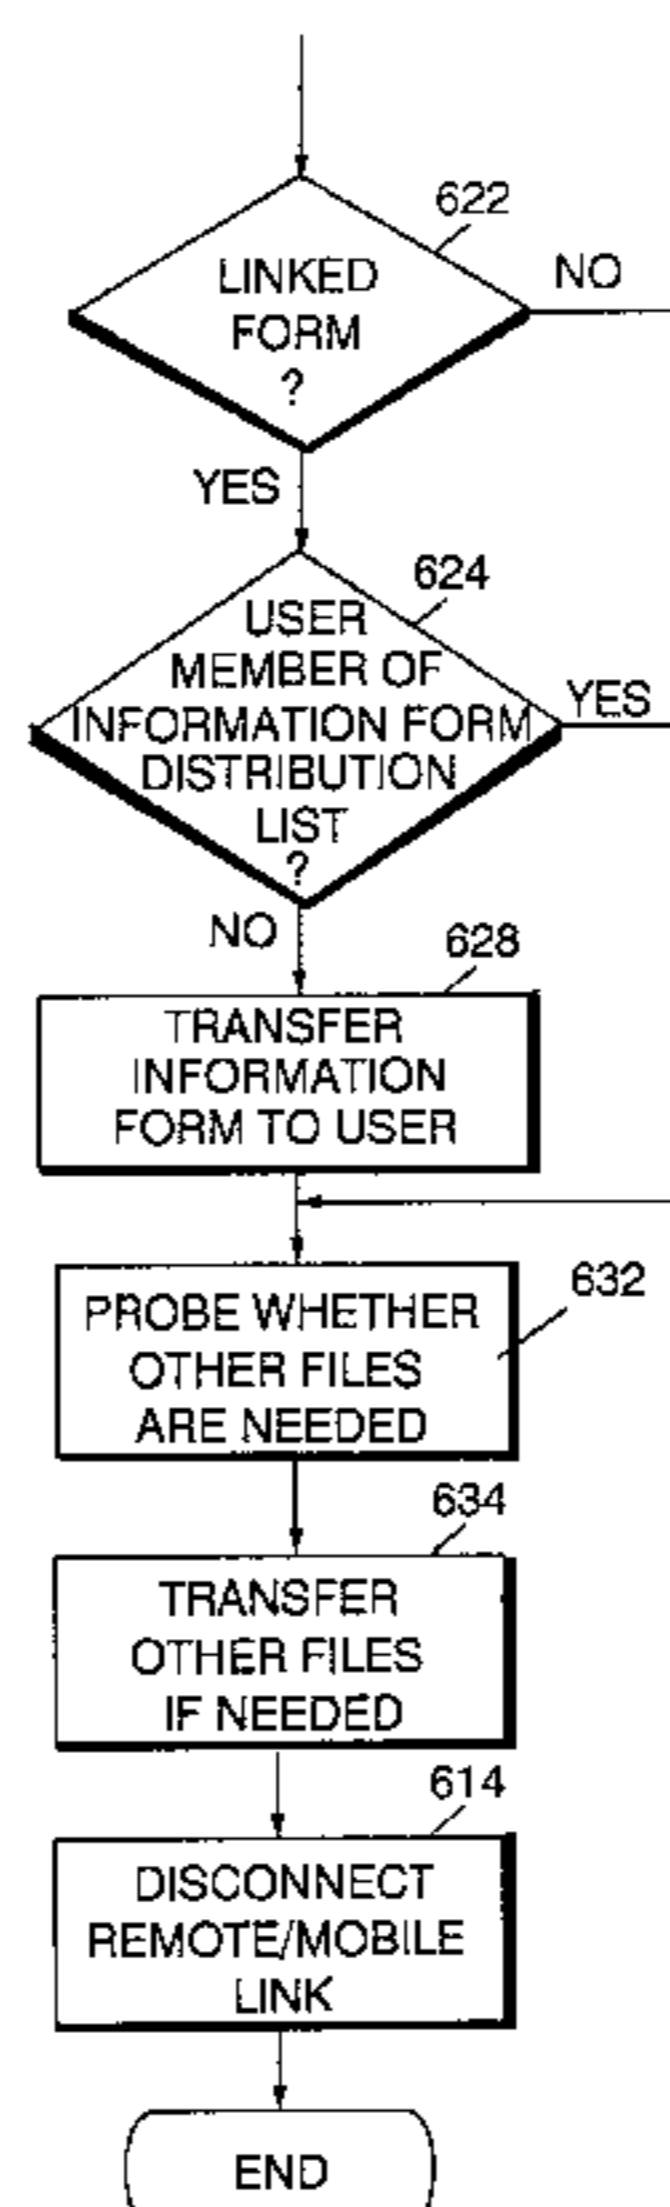 622
LINKED
FORM
?
NO
YES
624
USER
MEMBER OF
INFORMATION FORM
DISTRIBUTION
LIST
?
YES
NO
628
TRANSFER
INFORMATION
FORM TO USER
632
PROBE WHETHER
OTHER FILES
ARE NEEDED
634
TRANSFER
OTHER FILES
IF NEEDED
614
DISCONNECT
REMOTE/MOBILE
LINK
END